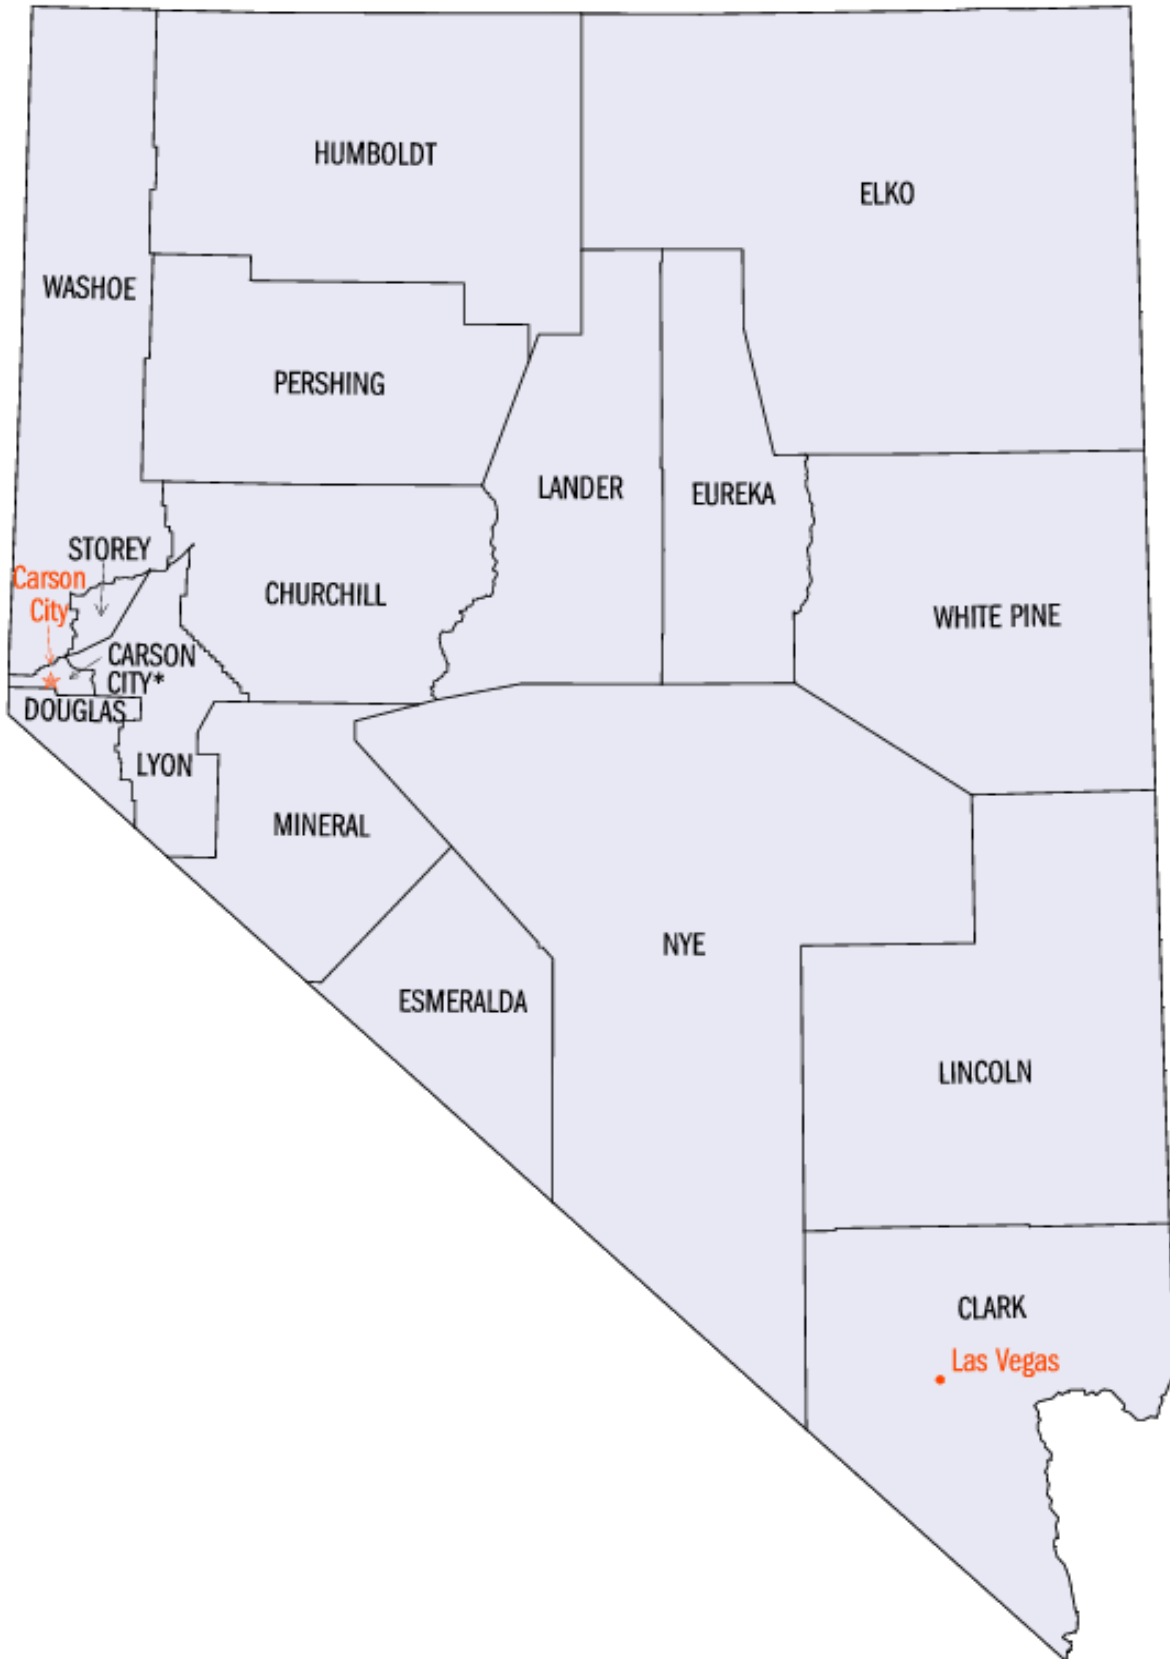 HUMBOLDT
ELKO
WASHOE
PERSHING
LANDER
EUREKA
STOREY
Carson
City
CHURCHILL
WHITE PINE
CARSON
CITY*
DOUGLAS
LYON
MINERAL
NYE
ESMERALDA
LINCOLN
CLARK
Las Vegas